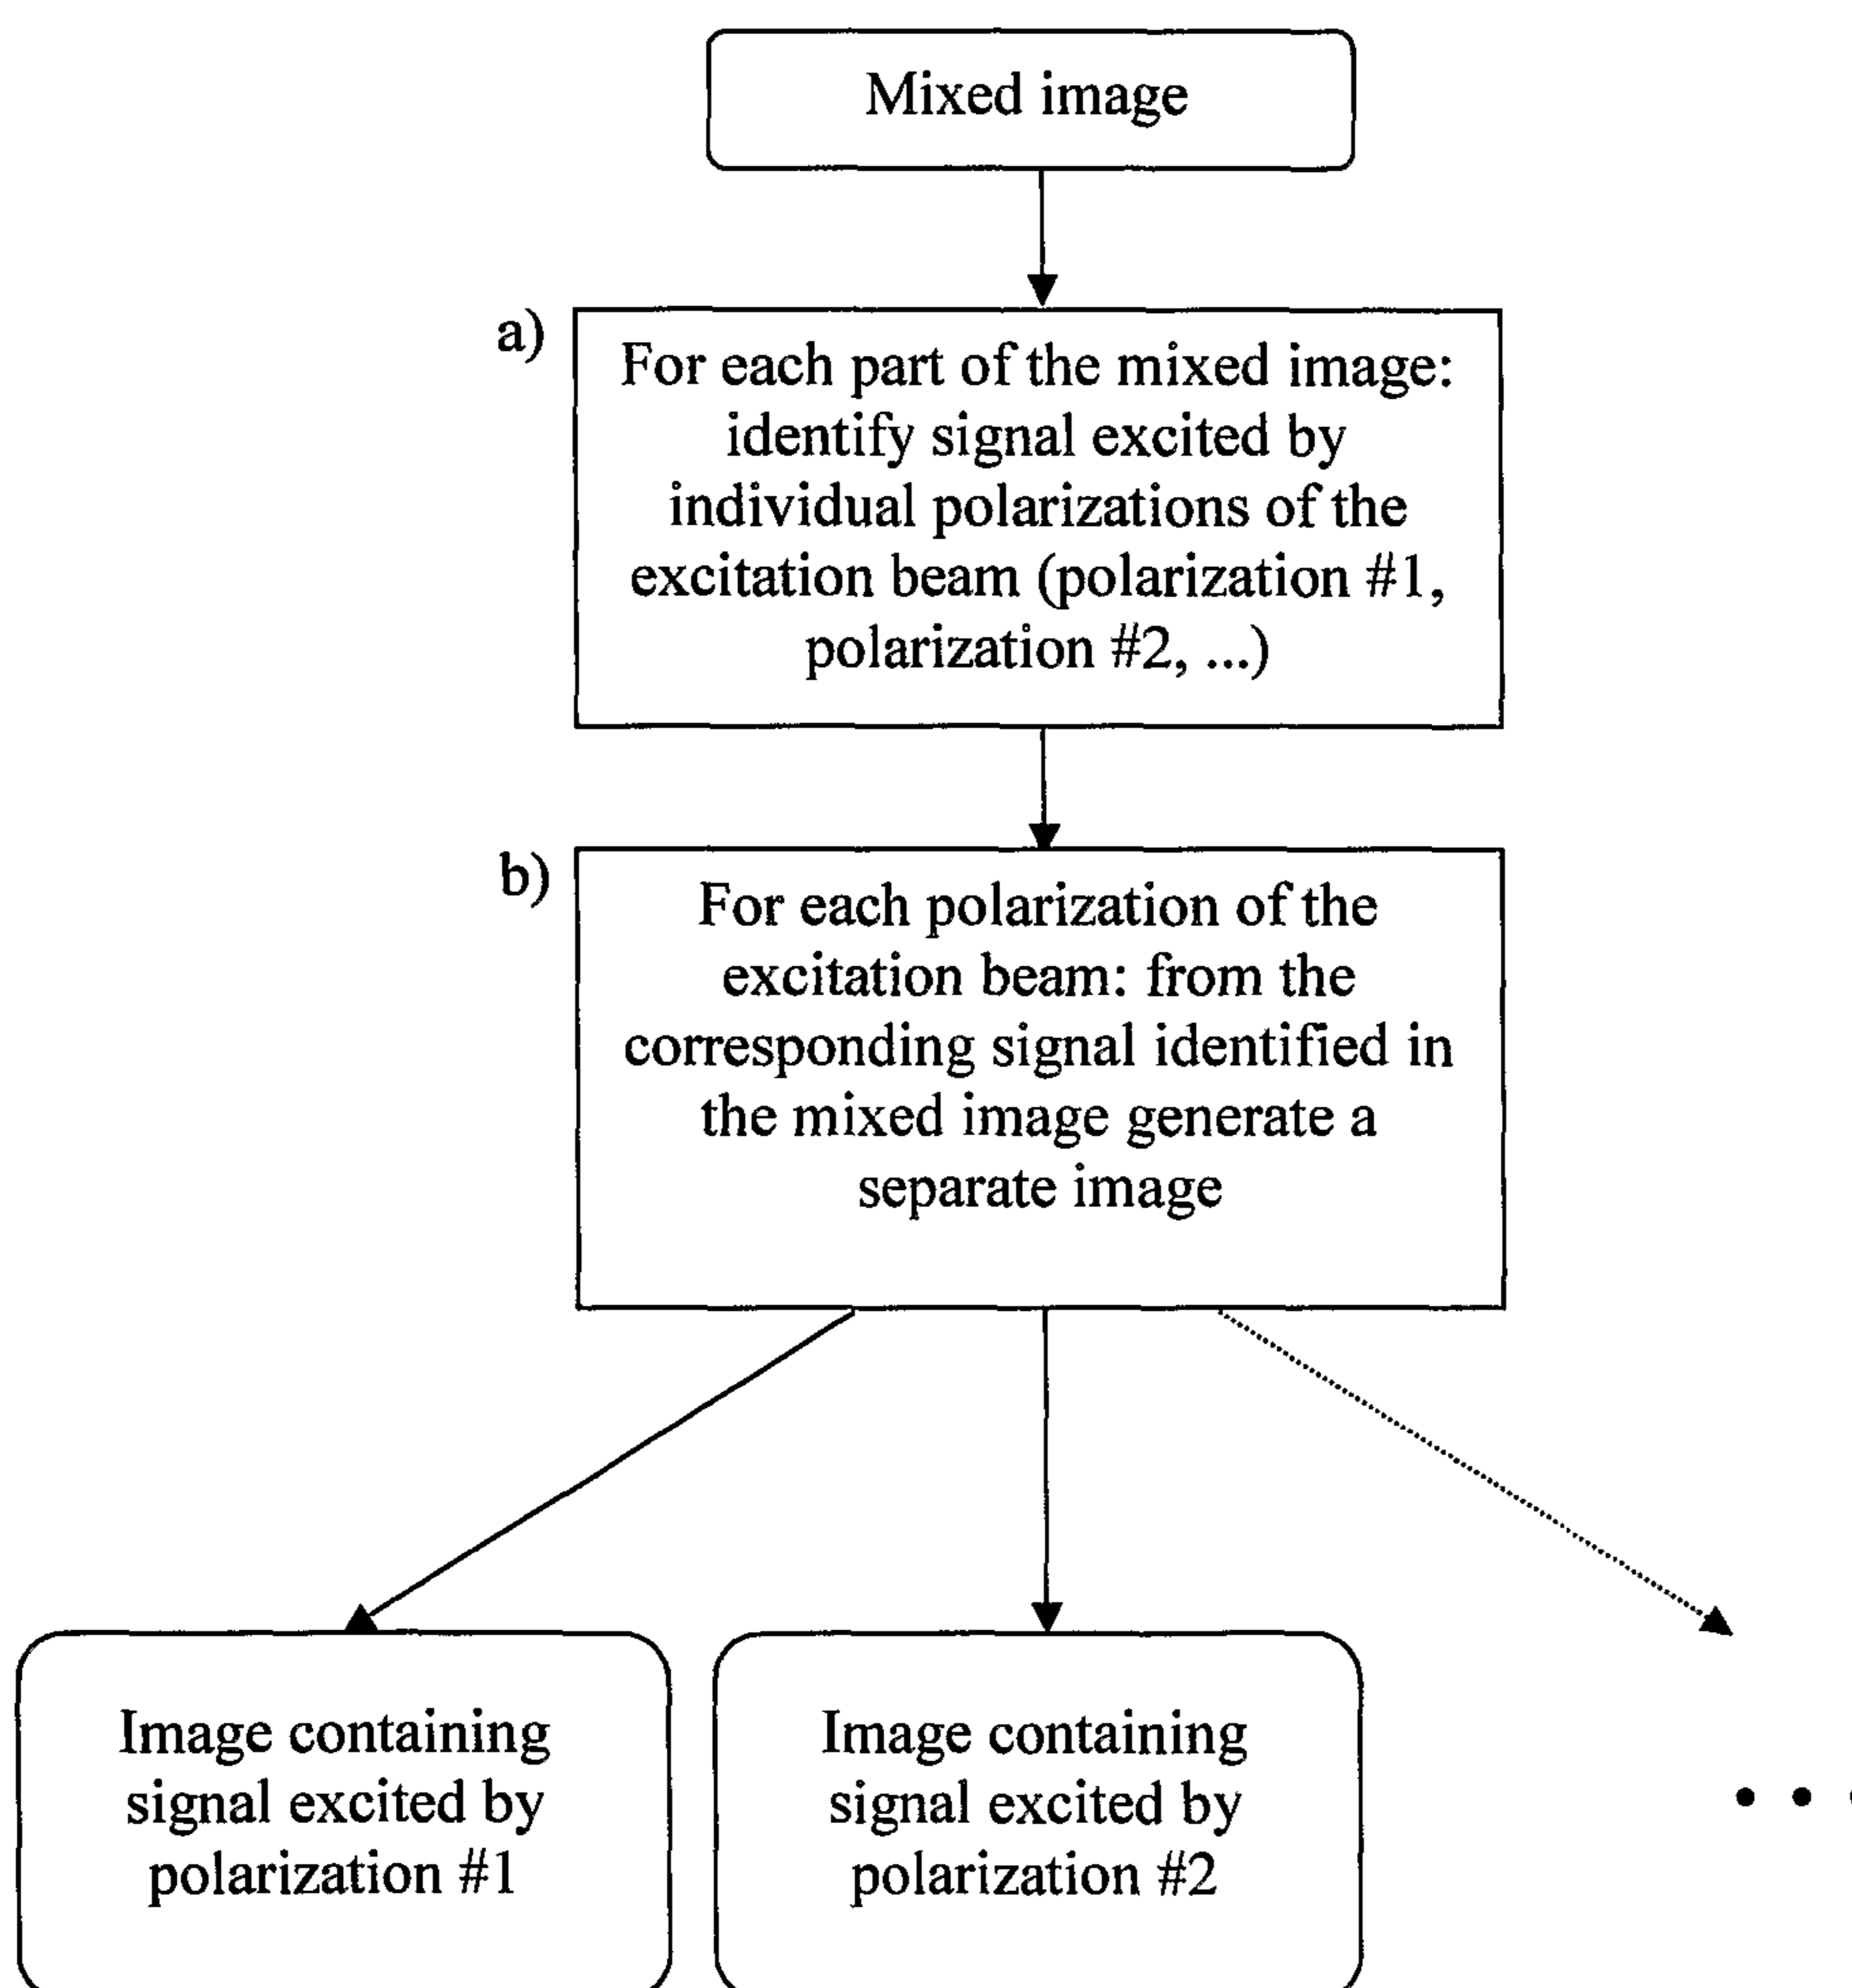 Mixed image
a)
For each part of the mixed image:
identify signal excited by
individual polarizations of the
excitation beam (polarization #1,
polarization #2, ...)
b)
For each polarization of the
excitation beam: from the
corresponding signal identified in
the mixed image generate a
separate image
Image containing
signal excited by
polarization #1
Image containing
signal excited by
polarization #2
• • •